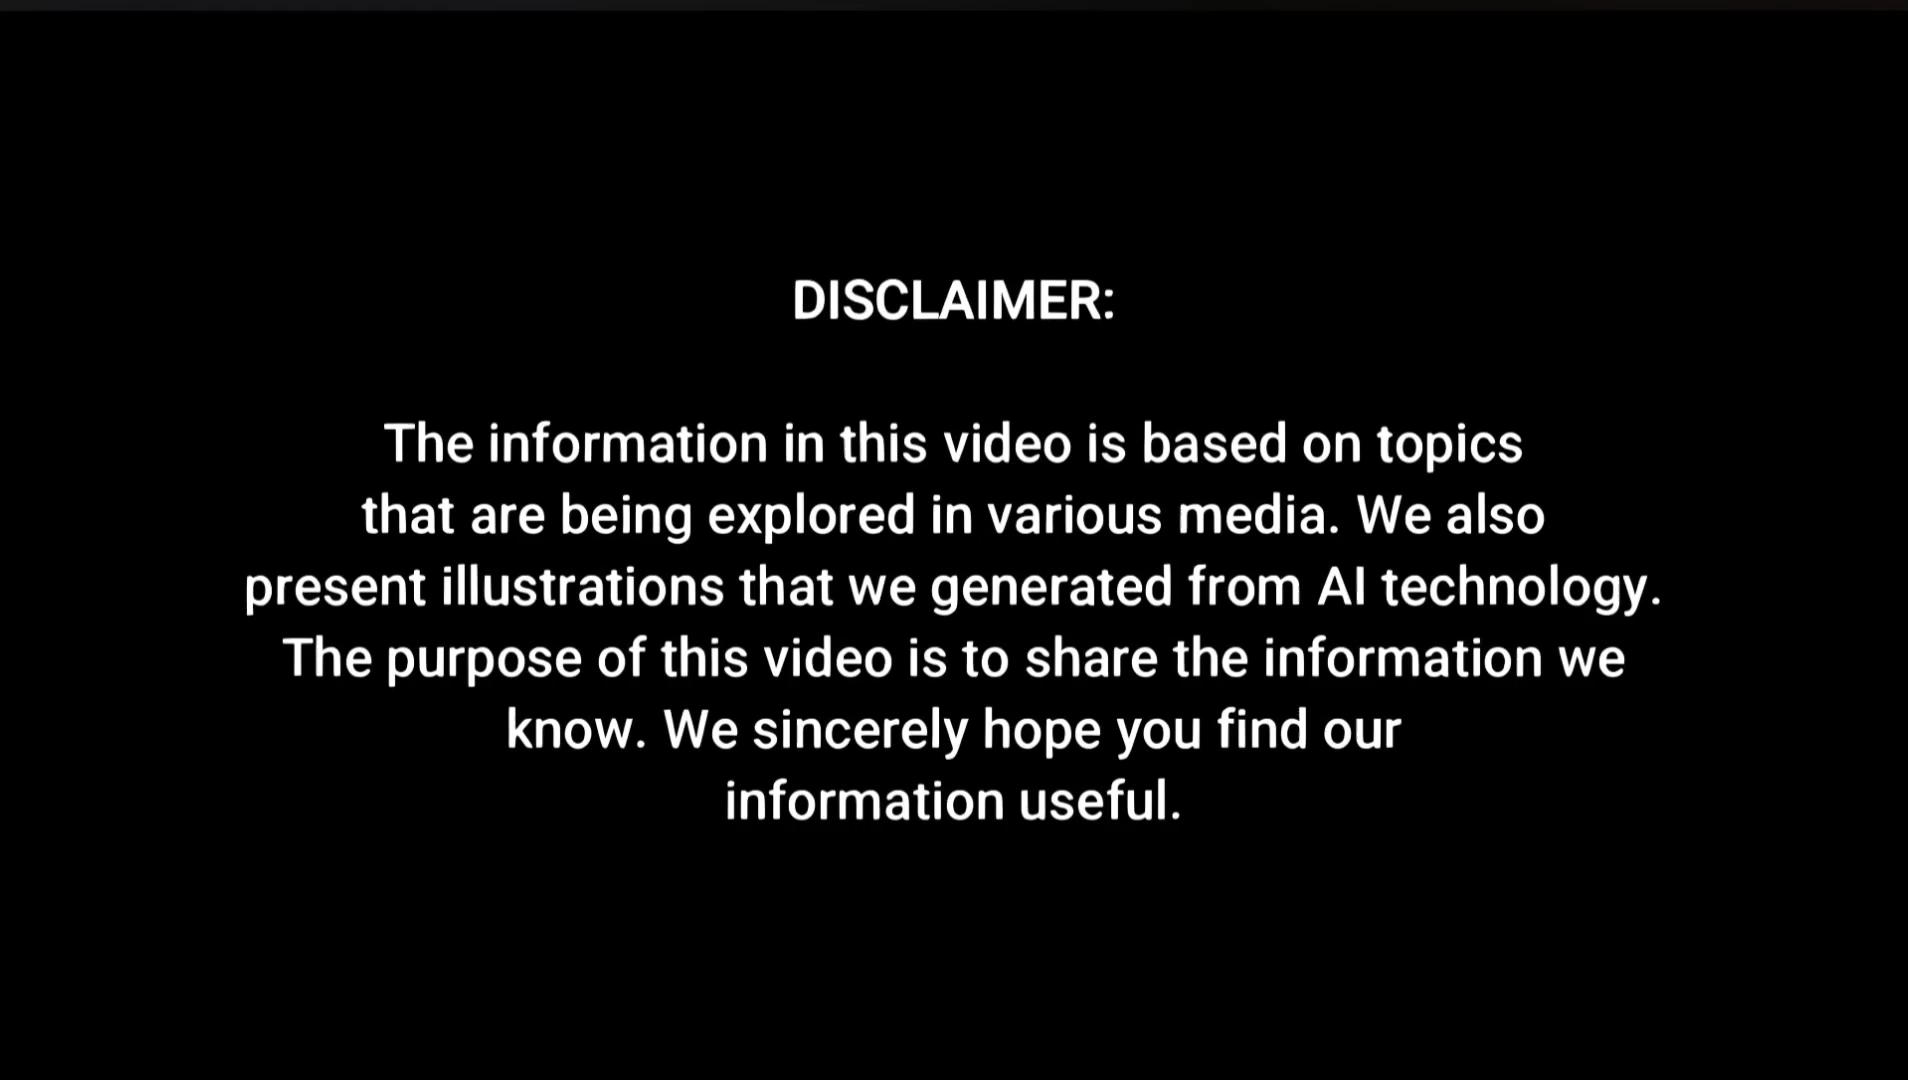 DISCLAIMER:
The information in this video is based on topics
that are being explored in various media. We also
present illustrations that we generated from AI technology.
The purpose of this video is to share the information we
know. We sincerely hope you find our
information useful.